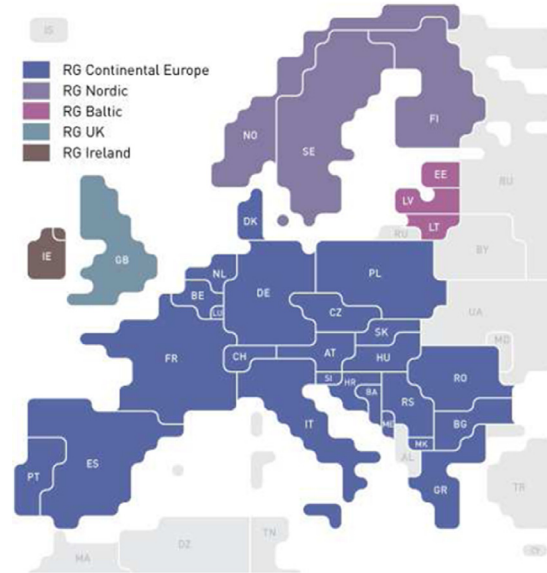 IS
RG Continental Europe
RG Nordic
RG Baltic
RG UK
RG Ireland
NO
SE
FI
RU
EE
LV
LT
RU
BY
DK
IE
GB
NL
BE
LU
DE
PL
CZ
UA
SK
MD
FR
CH
AT
HU
RO
SI
HR
BA
RS
IT
ME
BG
MK
AL
PT
ES
GR
TR
TN
DZ
MA
CY